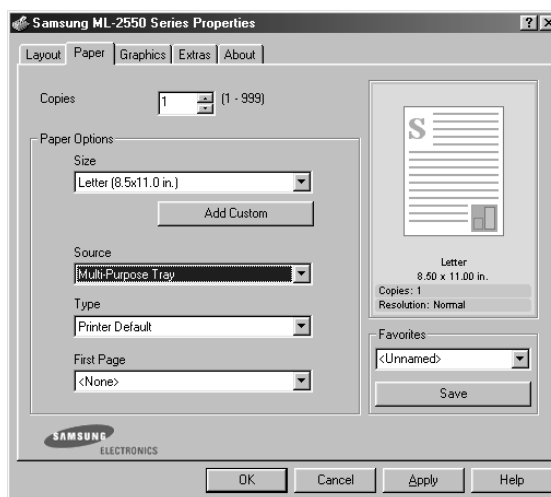 Samsung ML-2550 Series Properties
Layout Paper Graphics Extras About
Copies 1 (1 - 999)
Paper Options
Size
Letter (8.5x11.0 in.)
Add Custom
Source
Multi-Purpose Tray
Type
Printer Default
First Page
<None>
S
Letter
8.50 x 11.00 in.
Copies: 1
Resolution: Normal
Favorites
<Unnamed>
Save
SAMSUNG
ELECTRONICS
OK Cancel Apply Help